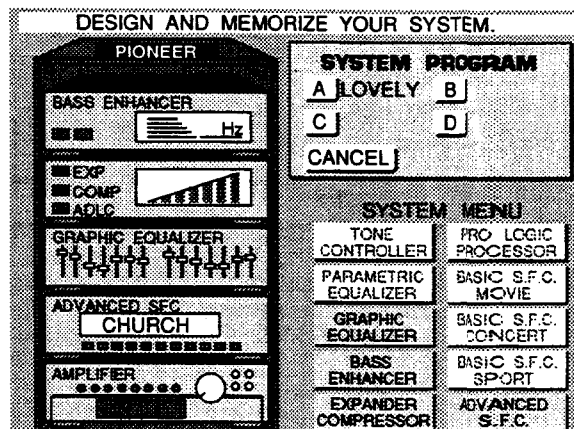 DESIGN AND MEMORIZE YOUR SYSTEM.
PIONEER
BASS ENHANCER
Hz
EXP
COMP
ADLC
GRAPHIC EQUALIZER
ADVANCED SFC
CHURCH
AMPLIFIER
SYSTEM PROGRAM
A LOVELY B
C D
CANCEL
SYSTEM MENU
TONE CONTROLLER
PRO LOGIC PROCESSOR
PARAMETRIC EQUALIZER
BASIC S.F.C. MOVIE
GRAPHIC EQUALIZER
BASIC S.F.C. CONCERT
BASS ENHANCER
BASIC S.F.C. SPORT
EXPANDER COMPRESSOR
ADVANCED S.F.C.